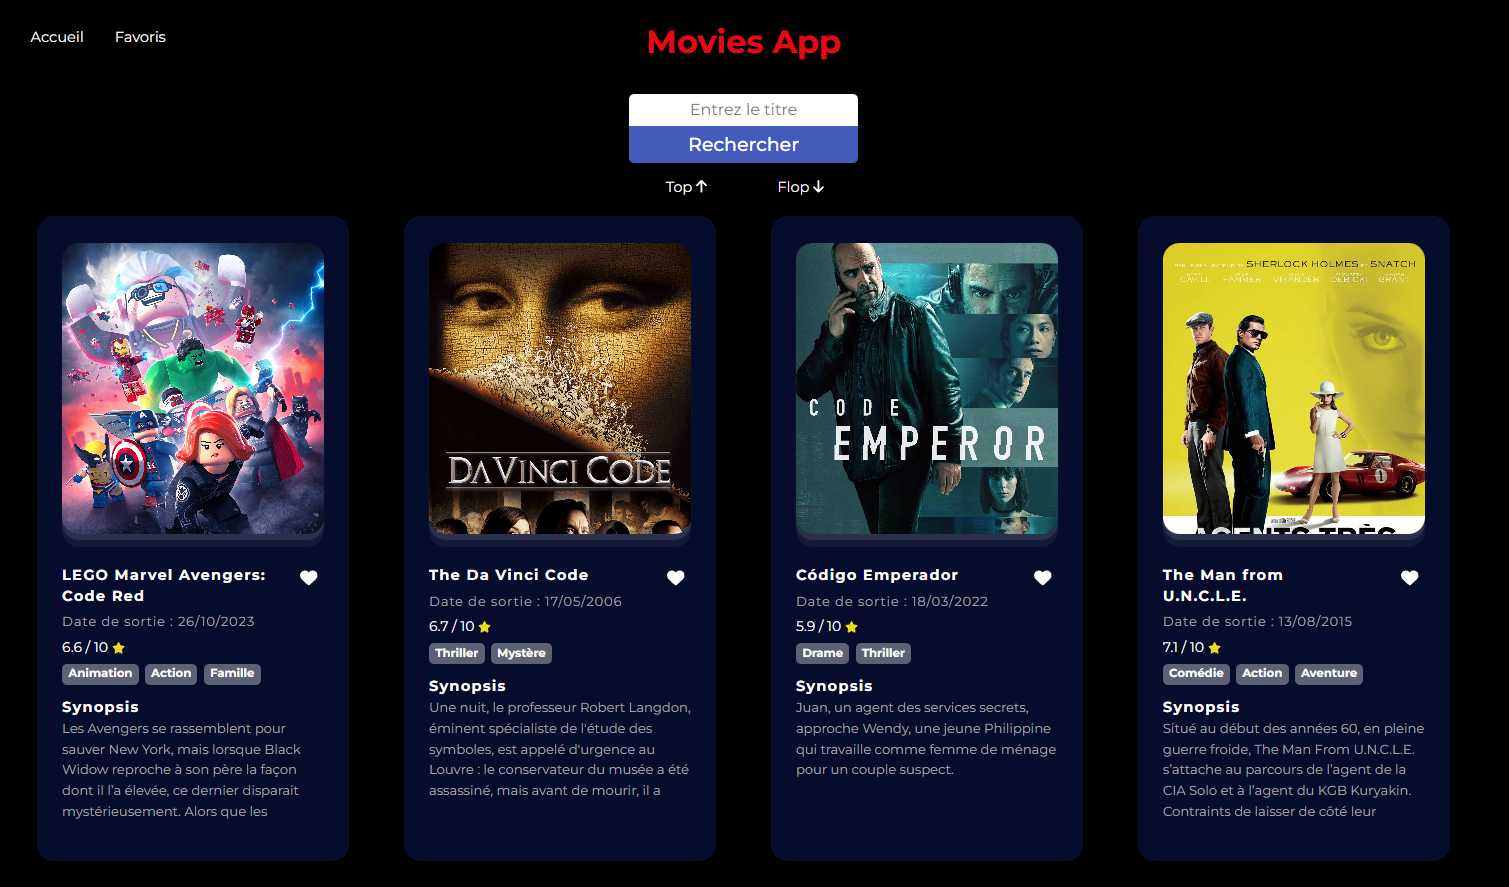 Accueil Favoris
Movies App
Entrez le titre
Rechercher
Top Flop
SHERLOCK HOLMES SNATCH
CAVILL HAMMER VIKANDER DEBICKI GRANT
DA VINCI CODE
CODE
EMPEROR
1
AGENTS TRÈS
LEGO Marvel Avengers:
Code Red
Date de sortie : 26/10/2023
6.6 / 10
Animation Action Famille
Synopsis
Les Avengers se rassemblent pour
sauver New York, mais lorsque Black
Widow reproche à son père la façon
dont il l’a élevée, ce dernier disparait
mystérieusement. Alors que les
The Da Vinci Code
Date de sortie : 17/05/2006
6.7 / 10
Thriller Mystère
Synopsis
Une nuit, le professeur Robert Langdon,
éminent spécialiste de l'étude des
symboles, est appelé d'urgence au
Louvre : le conservateur du musée a été
assassiné, mais avant de mourir, il a
Código Emperador
Date de sortie : 18/03/2022
5.9 / 10
Drame Thriller
Synopsis
Juan, un agent des services secrets,
approche Wendy, une jeune Philippine
qui travaille comme femme de ménage
pour un couple suspect.
The Man from
U.N.C.L.E.
Date de sortie : 13/08/2015
7.1 / 10
Comédie Action Aventure
Synopsis
Situé au début des années 60, en pleine
guerre froide, The Man From U.N.C.L.E.
s’attache au parcours de l’agent de la
CIA Solo et à l’agent du KGB Kuryakin.
Contraints de laisser de côté leur